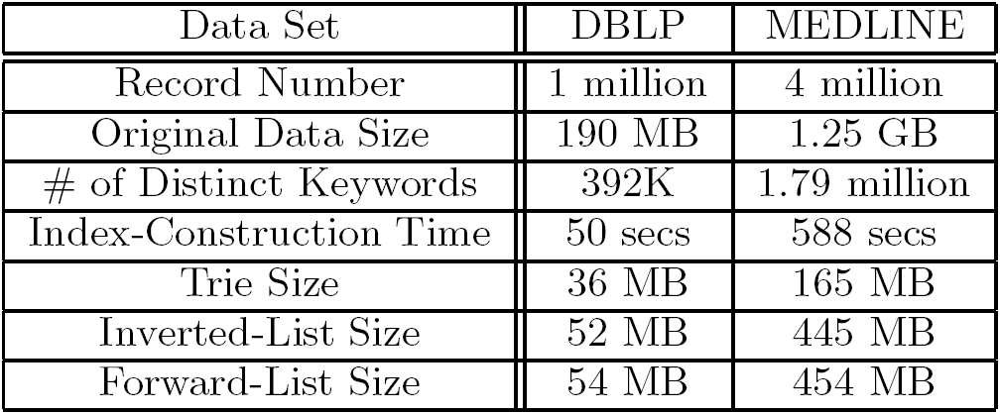 Data Set DBLP MEDLINE
Record Number 1 million 4 million
Original Data Size 190 MB 1.25 GB
# of Distinct Keywords 392K 1.79 million
Index-Construction Time 50 secs 588 secs
Trie Size 36 MB 165 MB
Inverted-List Size 52 MB 445 MB
Forward-List Size 54 MB 454 MB